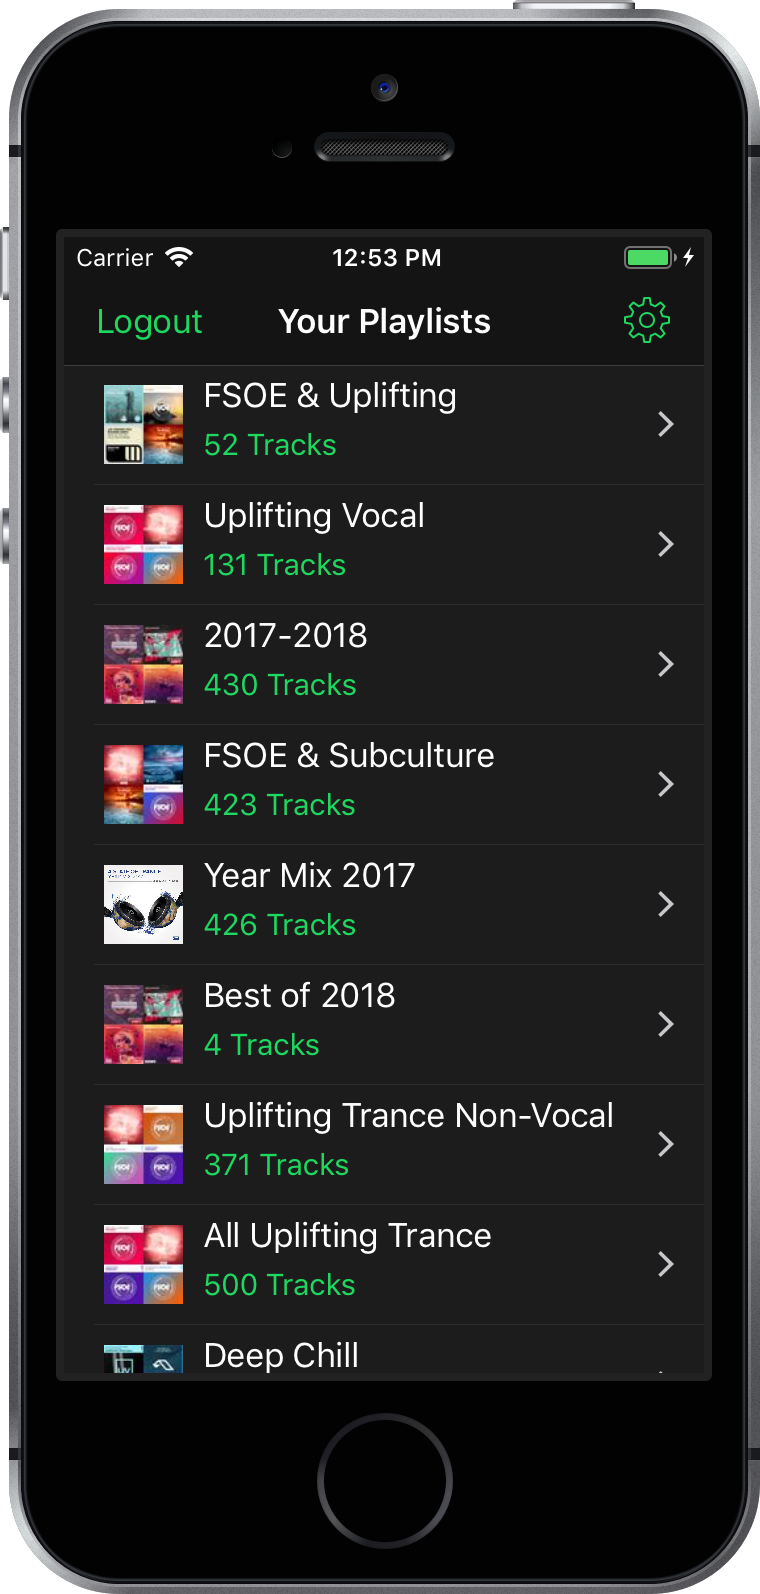 Carrier 12:53 PM
Logout Your Playlists
FSOE & Uplifting
52 Tracks
Uplifting Vocal
131 Tracks
2017-2018
430 Tracks
FSOE & Subculture
423 Tracks
Year Mix 2017
426 Tracks
Best of 2018
4 Tracks
Uplifting Trance Non-Vocal
371 Tracks
All Uplifting Trance
500 Tracks
Deep Chill